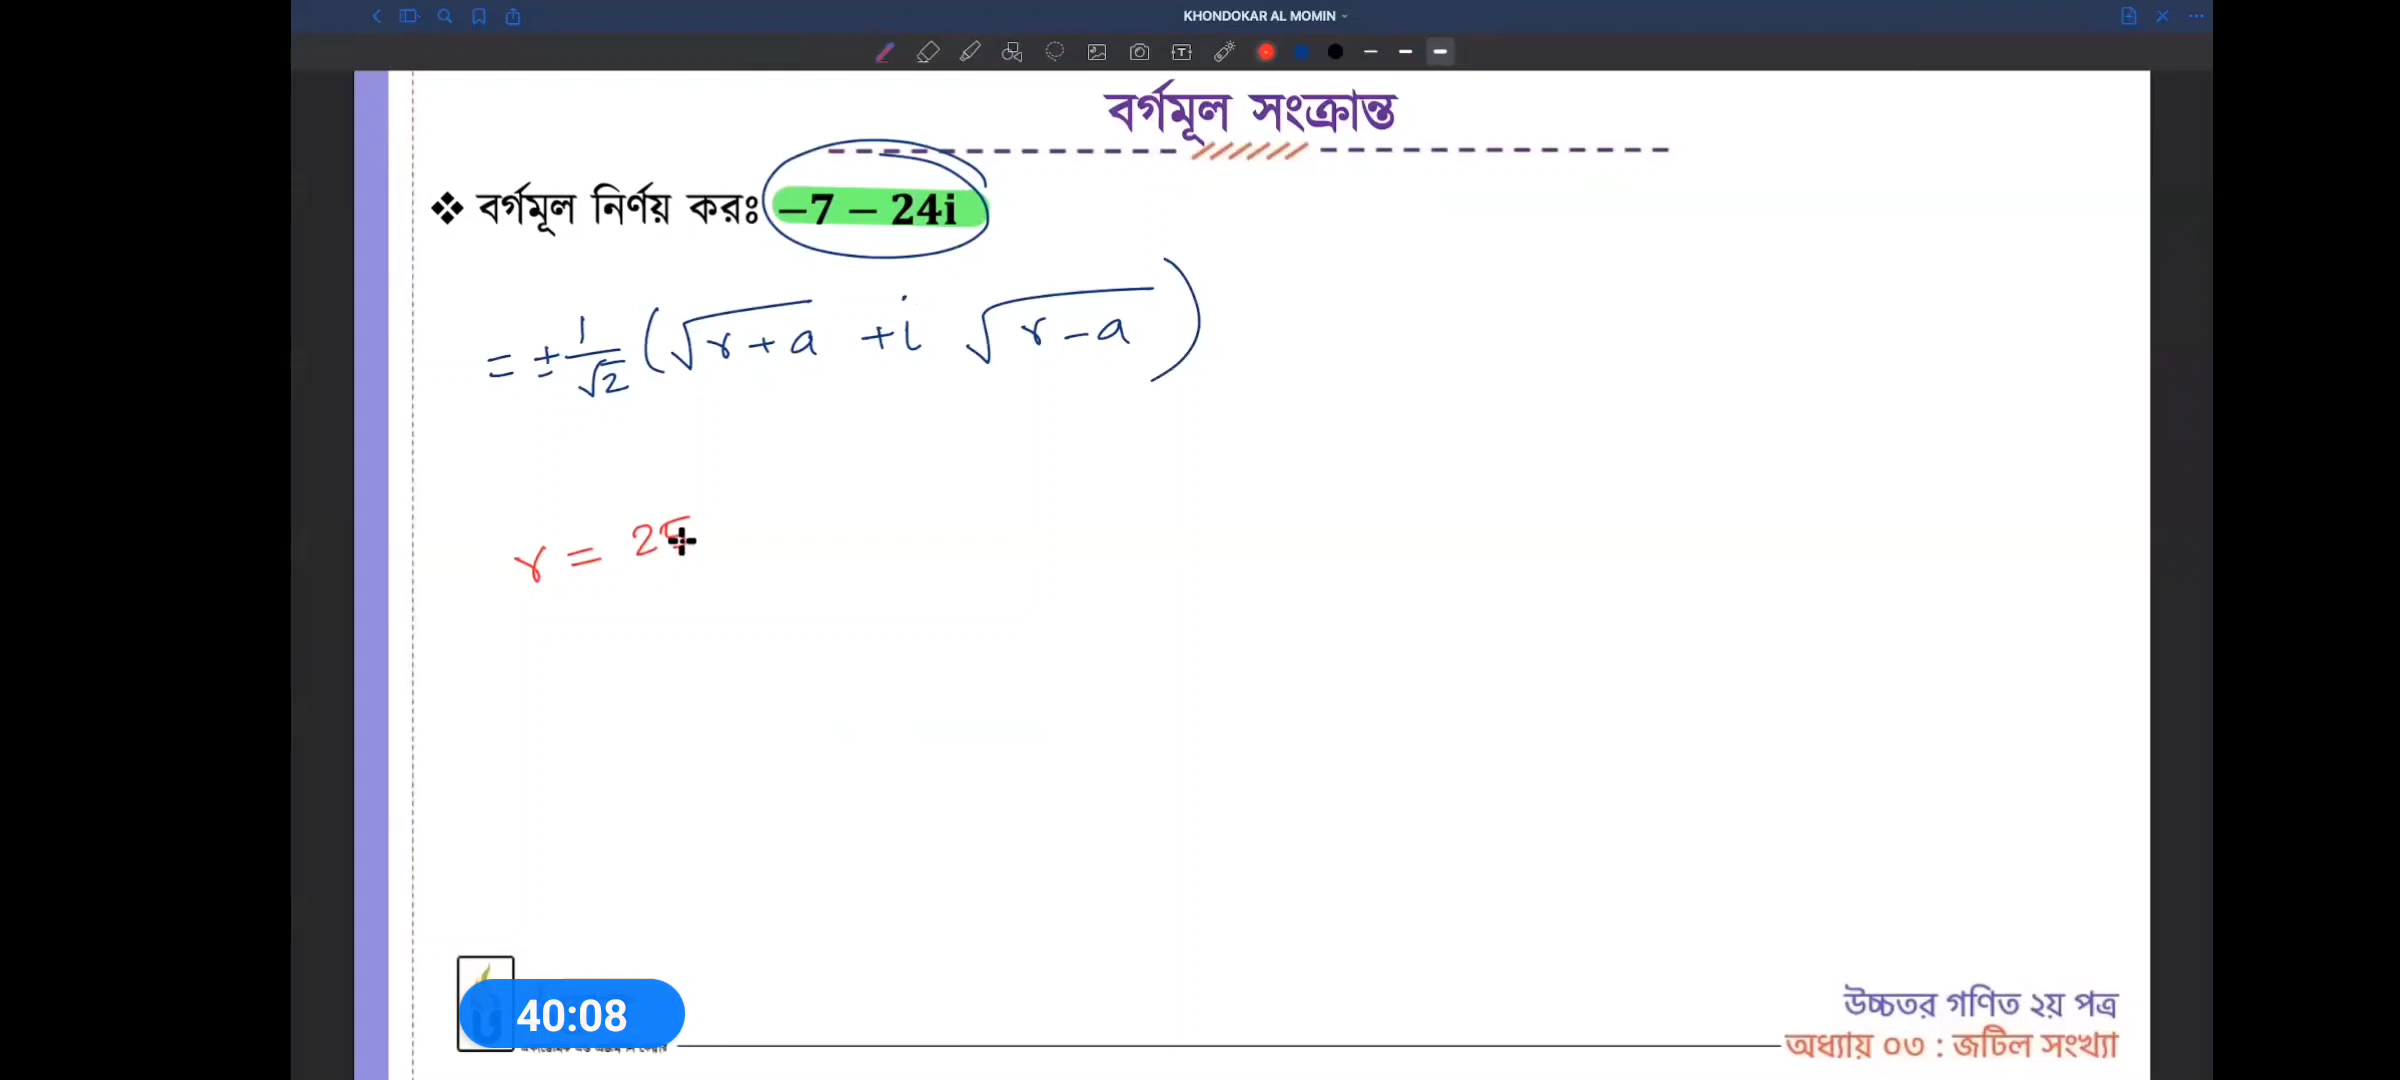 KHONDOKAR AL MOMIN
বর্গমূল সংক্রান্ত
❖ বর্গমূল নির্ণয় করঃ −7 − 24i
= ± 1/√2 (√(r+a) + i √(r−a))
r = 25
40:08
উচ্চতর গণিত ২য় পত্র
অধ্যায় ০৩ : জটিল সংখ্যা